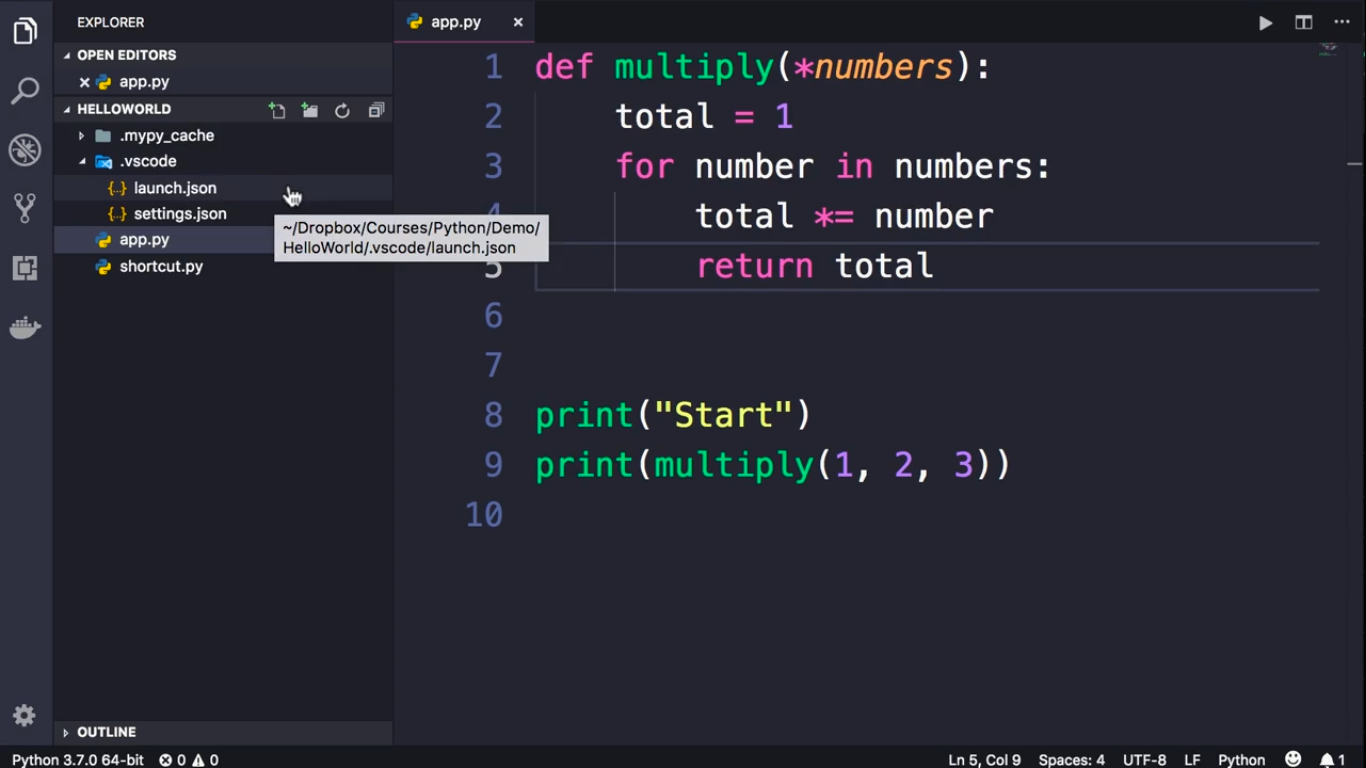 EXPLORER
OPEN EDITORS
app.py
HELLOWORLD
.mypy_cache
.vscode
launch.json
settings.json
app.py
shortcut.py
~/Dropbox/Courses/Python/Demo/
HelloWorld/.vscode/launch.json
OUTLINE
app.py
1 def multiply(*numbers):
2     total = 1
3     for number in numbers:
4         total *= number
5         return total
6
7
8 print("Start")
9 print(multiply(1, 2, 3))
10
Python 3.7.0 64-bit 0 0 Ln 5, Col 9 Spaces: 4 UTF-8 LF Python 1